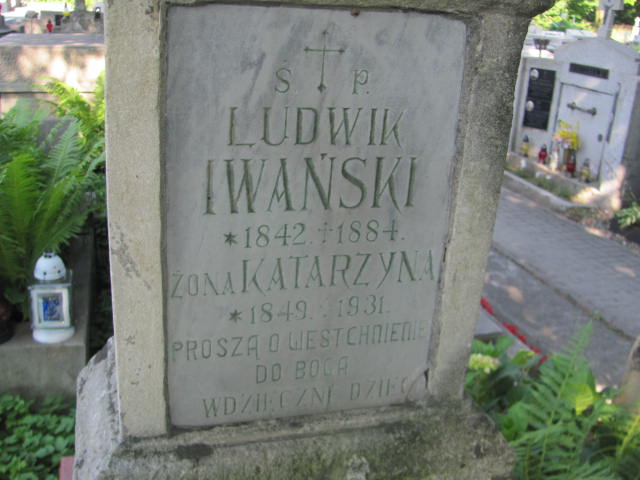 Ś. † P.
LUDWIK
IWAŃSKI
*1842. †1884.
ŻONA KATARZYNA
*1849. †1931.
PROSZĄ O WESTCHNIENIE
DO BOGA
WDZIĘCZNE DZIECI